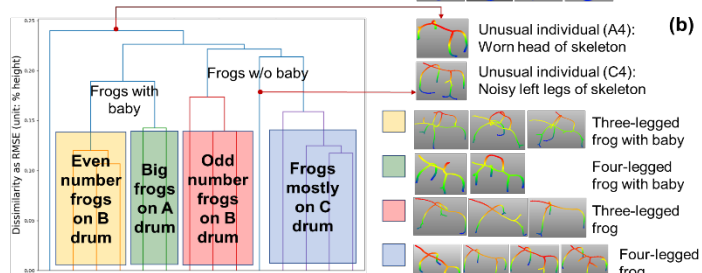 (b)
Unusual individual (A4):
Worn head of skeleton
Unusual individual (C4):
Noisy left legs of skeleton
Dissimilarity as RMSE (unit: % height)
0.25
0.20
0.15
0.10
0.05
0.00
Frogs with
baby
Frogs w/o baby
Even
number
frogs
on B
drum
Big
frogs
on A
drum
Odd
number
frogs
on B
drum
Frogs
mostly
on C
drum
Three-legged
frog with baby
Four-legged
frog with baby
Three-legged
frog
Four-legged
frog